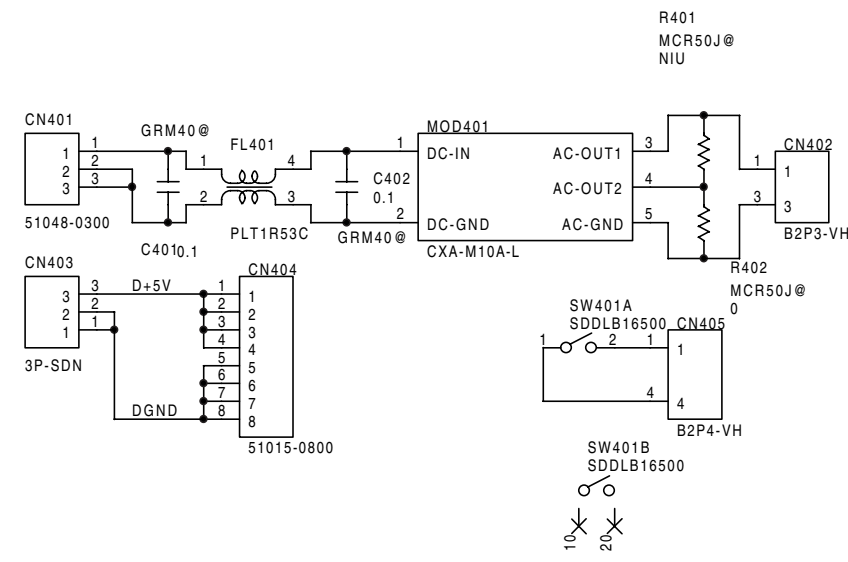 R401
MCR50J@
NIU
CN401
1
2
3
1
2
3
51048-0300
GRM40@
C401
0.1
FL401
1
4
2
3
PLT1R53C
C402
0.1
GRM40@
MOD401
1
DC-IN
2
DC-GND
AC-OUT1
3
AC-OUT2
4
AC-GND
5
CXA-M10A-L
CN402
1
1
3
3
B2P3-VH
R402
MCR50J@
0
CN403
3
2
1
3
2
1
3P-SDN
D+5V
DGND
CN404
1
2
3
4
5
6
7
8
1
2
3
4
5
6
7
8
51015-0800
SW401A
SDDLB16500
1
2
CN405
1
1
4
4
B2P4-VH
SW401B
SDDLB16500
10
20